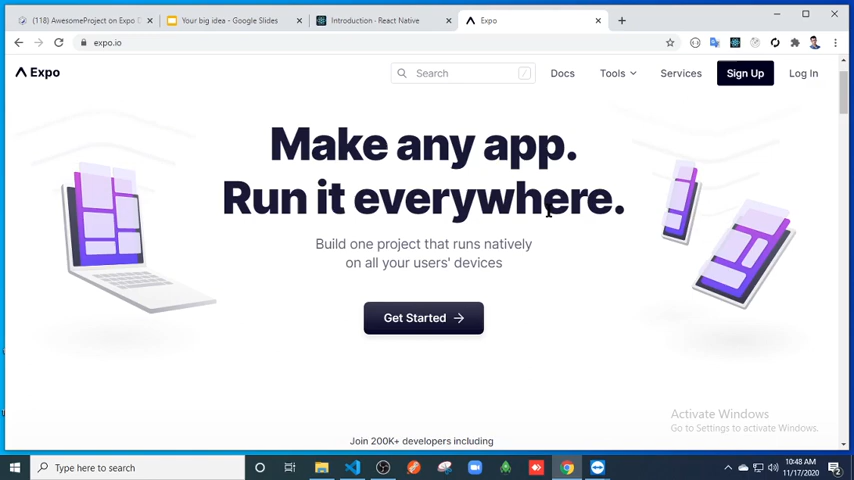 (118) AwesomeProject on Expo D
Your big idea - Google Slides
Introduction · React Native
Expo
expo.io
Expo
Search
/
Docs
Tools
Services
Sign Up
Log In
Make any app.
Run it everywhere.
Build one project that runs natively
on all your users' devices
Get Started
Activate Windows
Go to Settings to activate Windows.
Join 200K+ developers including
Type here to search
10:48 AM
11/17/2020
2